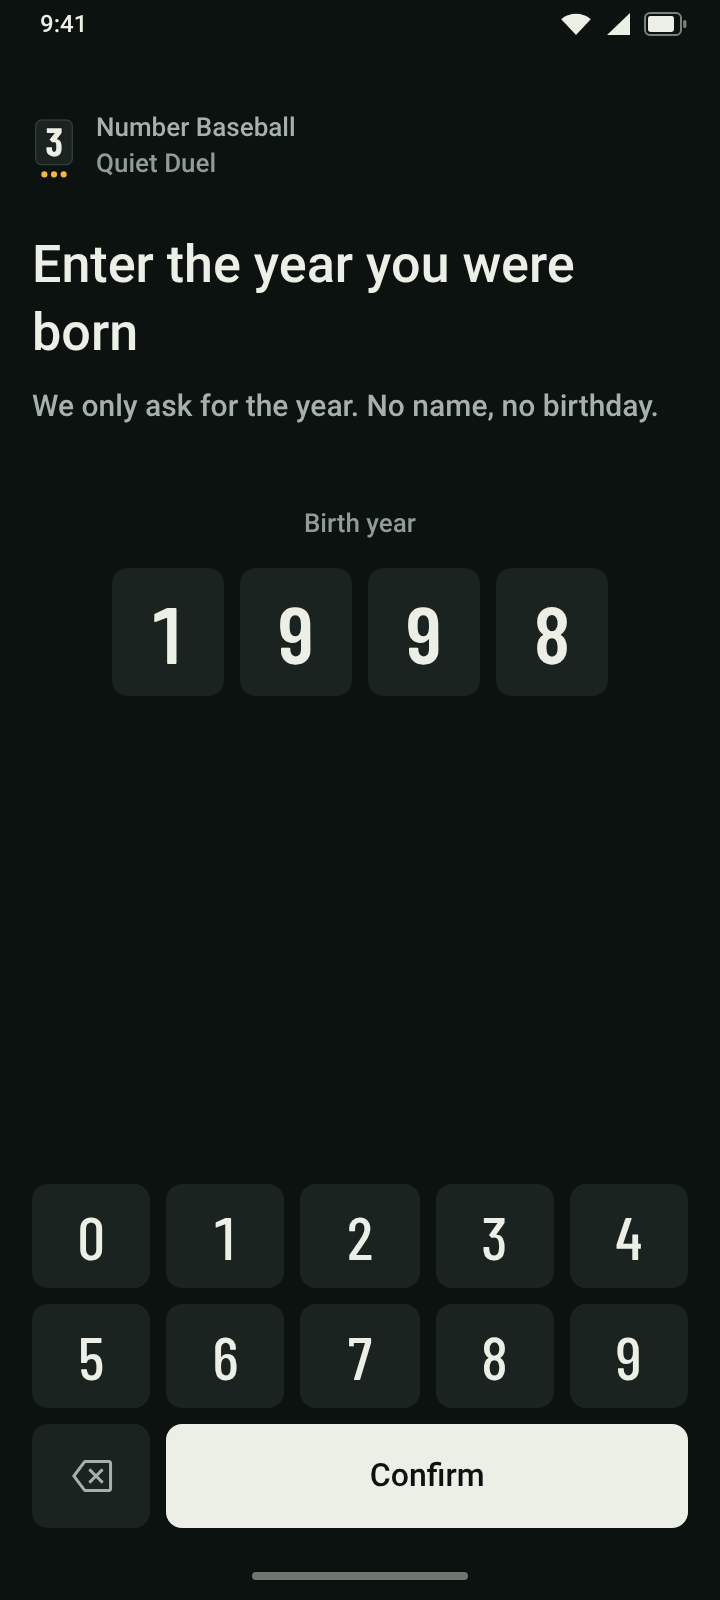 9:41
3
Number Baseball
Quiet Duel
Enter the year you were
born
We only ask for the year. No name, no birthday.
Birth year
1 9 9 8
0 1 2 3 4
5 6 7 8 9
Confirm